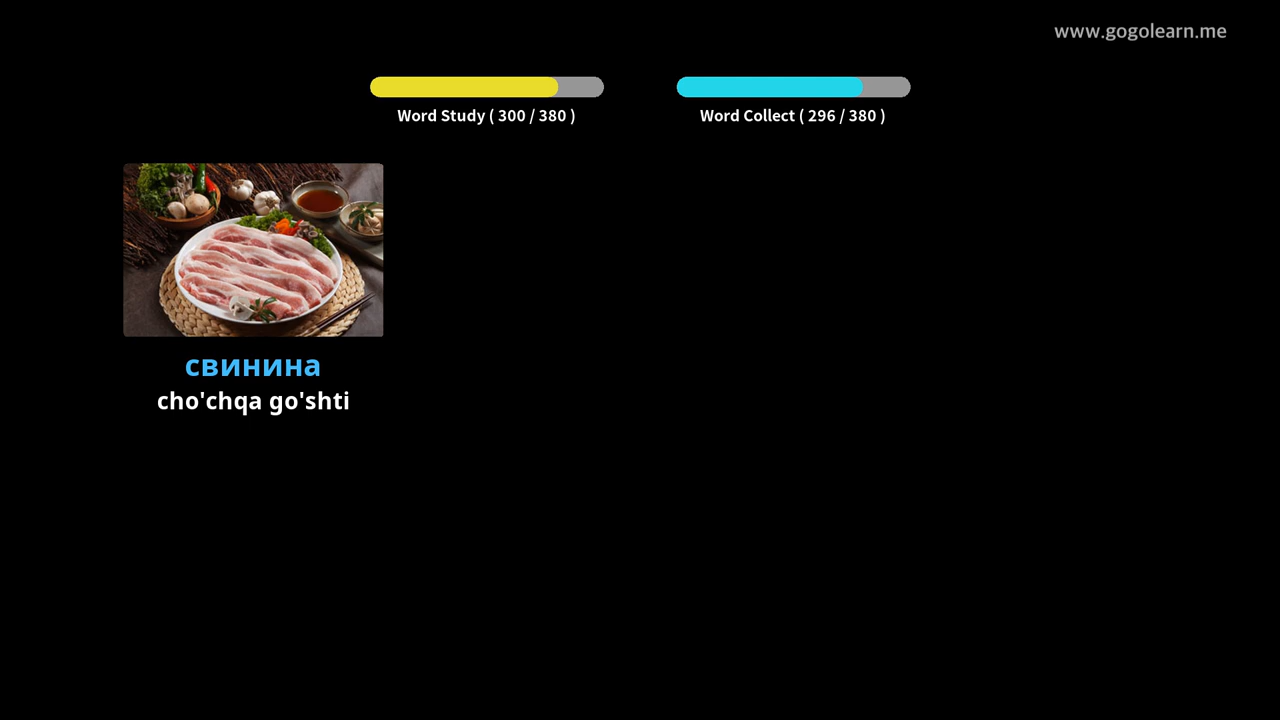 www.gogolearn.me
Word Study ( 300 / 380 )
Word Collect ( 296 / 380 )
свинина
cho'chqa go'shti